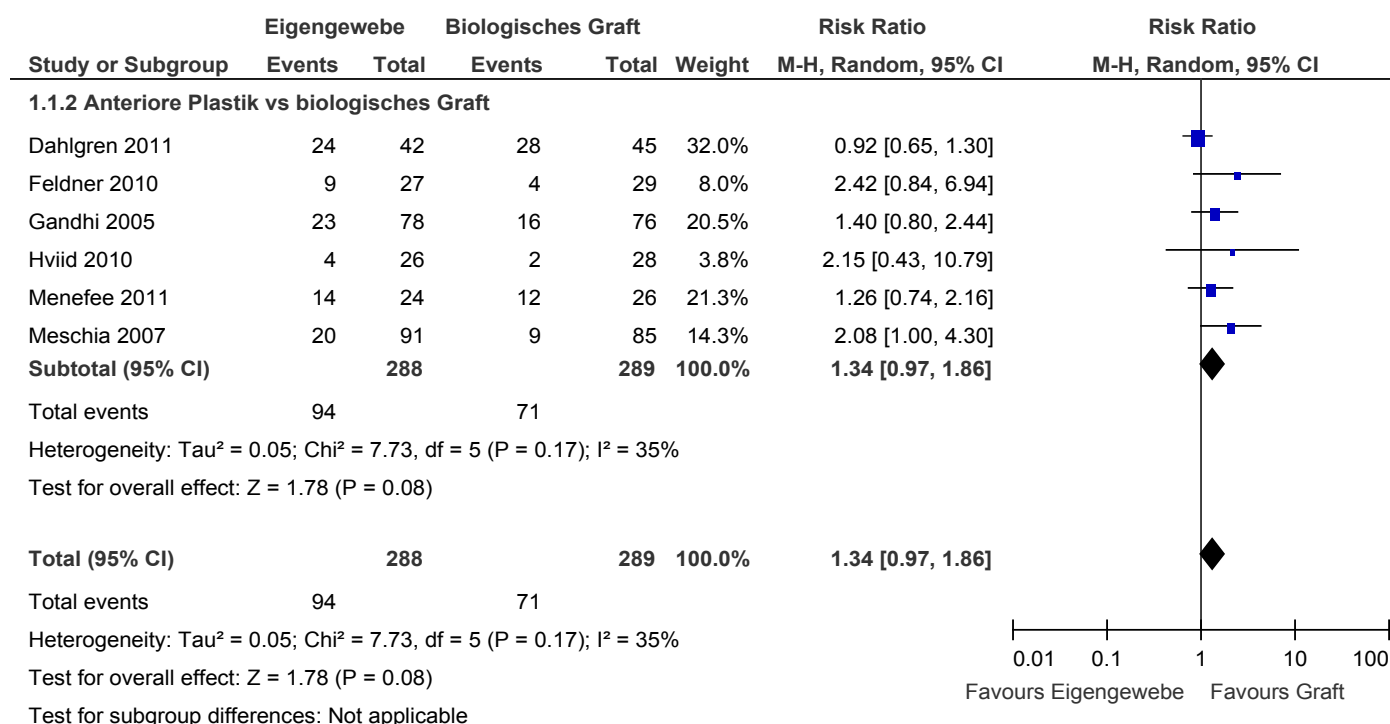 Eigengewebe Biologisches Graft Risk Ratio Risk Ratio
Study or Subgroup Events Total Events Total Weight M-H, Random, 95% CI M-H, Random, 95% CI
1.1.2 Anteriore Plastik vs biologisches Graft
Dahlgren 2011 24 42 28 45 32.0% 0.92 [0.65, 1.30]
Feldner 2010 9 27 4 29 8.0% 2.42 [0.84, 6.94]
Gandhi 2005 23 78 16 76 20.5% 1.40 [0.80, 2.44]
Hviid 2010 4 26 2 28 3.8% 2.15 [0.43, 10.79]
Menefee 2011 14 24 12 26 21.3% 1.26 [0.74, 2.16]
Meschia 2007 20 91 9 85 14.3% 2.08 [1.00, 4.30]
Subtotal (95% CI) 288 289 100.0% 1.34 [0.97, 1.86]
Total events 94 71
Heterogeneity: Tau² = 0.05; Chi² = 7.73, df = 5 (P = 0.17); I² = 35%
Test for overall effect: Z = 1.78 (P = 0.08)
Total (95% CI) 288 289 100.0% 1.34 [0.97, 1.86]
Total events 94 71
Heterogeneity: Tau² = 0.05; Chi² = 7.73, df = 5 (P = 0.17); I² = 35%
Test for overall effect: Z = 1.78 (P = 0.08)
Test for subgroup differences: Not applicable
0.01 0.1 1 10 100
Favours Eigengewebe Favours Graft